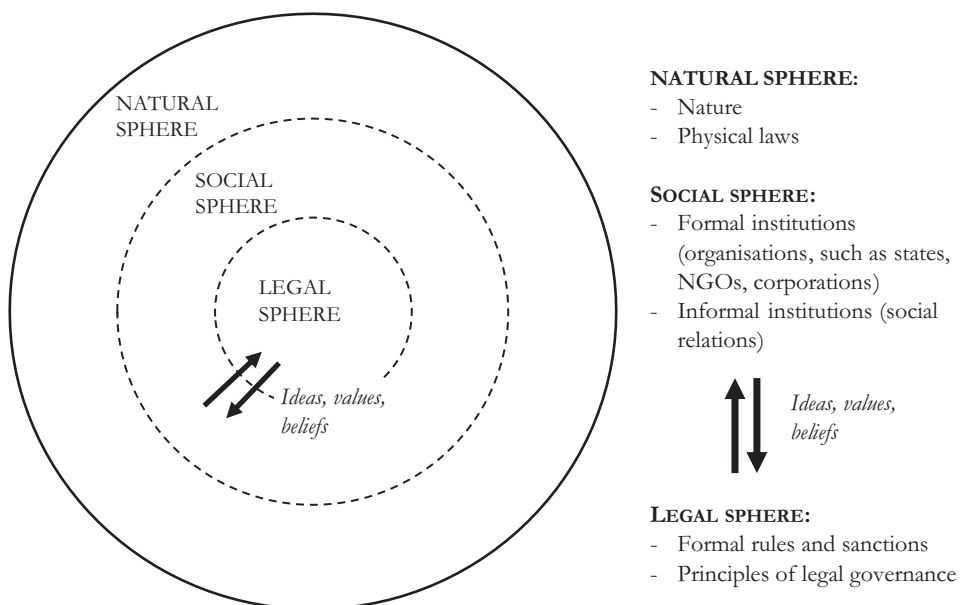 NATURAL
SPHERE
SOCIAL
SPHERE
LEGAL
SPHERE
Ideas, values,
beliefs
NATURAL SPHERE:
- Nature
- Physical laws
SOCIAL SPHERE:
- Formal institutions
(organisations, such as states,
NGOs, corporations)
- Informal institutions (social
relations)
Ideas, values,
beliefs
LEGAL SPHERE:
- Formal rules and sanctions
- Principles of legal governance